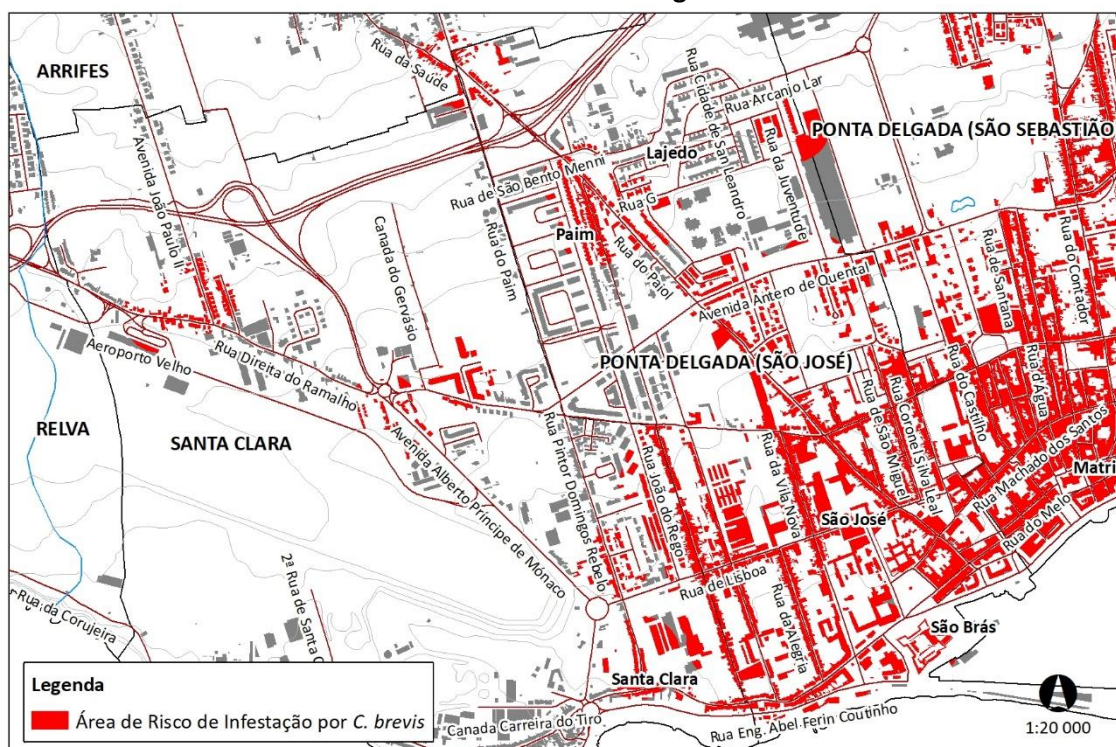 ARRIFES
Rua da Saúde
Rua Cidade de San Leandro
Rua Arcanjo Lar
PONTA DELGADA (SÃO SEBASTIÃO
Lajedo
Avenida João Paulo II
Rua de São Bento Menni
Rua G
Rua da Juventude
Canada do Gervásio
Rua do Paim
Paim
Rua do Paiol
Avenida Antero de Quental
Rua de Santana
Rua do Contador
Aeroporto Velho
Rua Direita do Ramalho
PONTA DELGADA (SÃO JOSÉ)
Rua de São Miguel
Rua Coronel Silva Leal
Rua do Castilho
Rua d'Água
Rua Machado dos Santos
RELVA
SANTA CLARA
Avenida Alberto Príncipe de Mónaco
Rua Pintor Domingos Rebelo
Rua João do Rego
Rua da Vila Nova
São José
Rua do Melo
Matri
Rua de Lisboa
Rua da Alegria
2ª Rua de Santa C
Rua da Corujeira
São Brás
Santa Clara
Canada Carreira do Tiro
Rua Eng. Abel Ferin Coutinho
Legenda
Área de Risco de Infestação por C. brevis
1:20 000